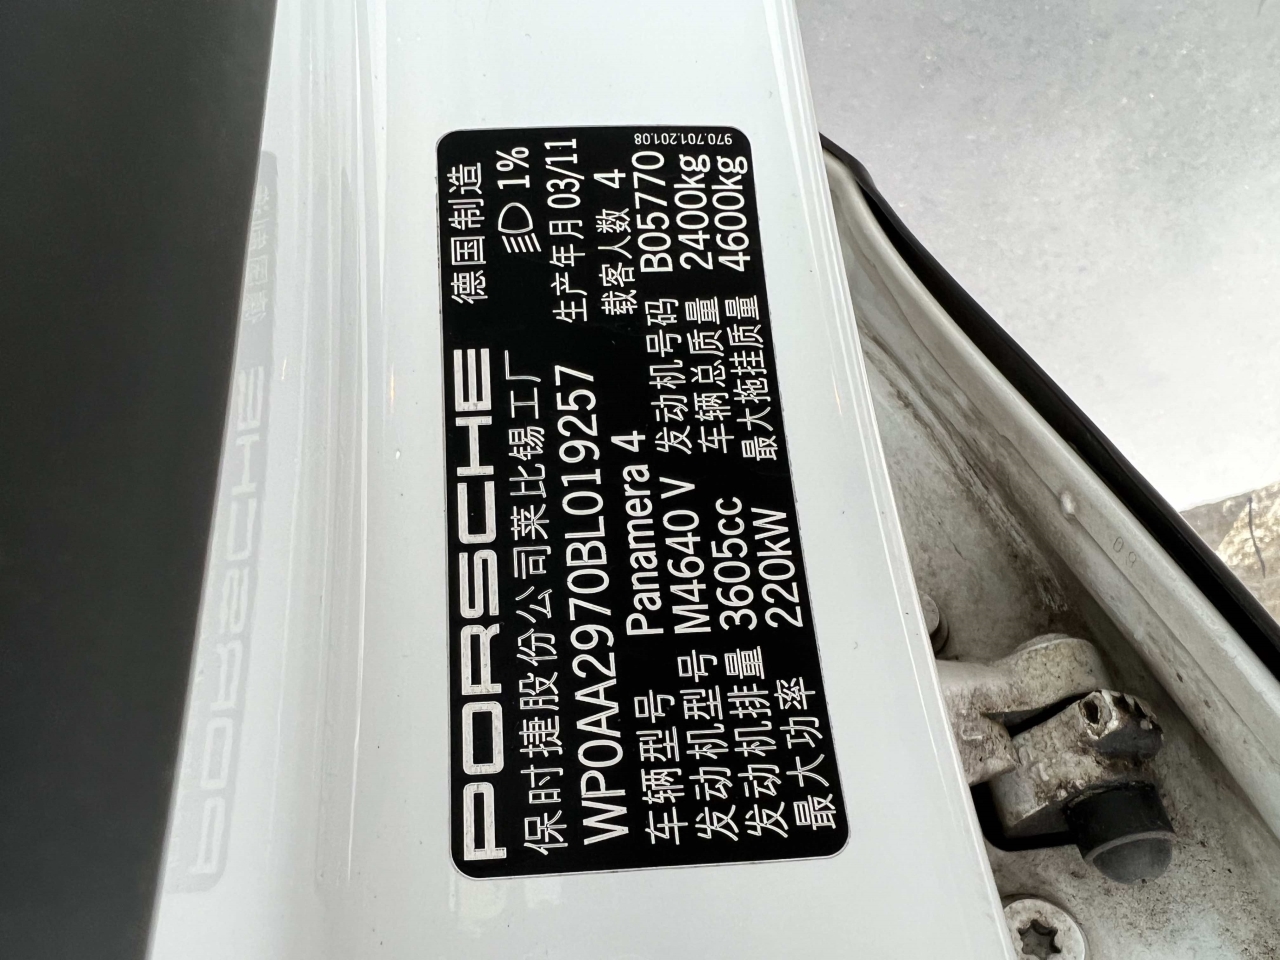 PORSCHE 德国制造
保时捷股份公司莱比锡工厂 1%
WP0AA2970BL019257 生产年月 03/11
车辆型号 Panamera 4 载客人数 4
发动机型号 M4640 V 发动机号码 B05770
发动机排量 3605cc 车辆总质量 2400kg
最大功率 220kW 最大拖挂质量 4600kg
970.701.201.08